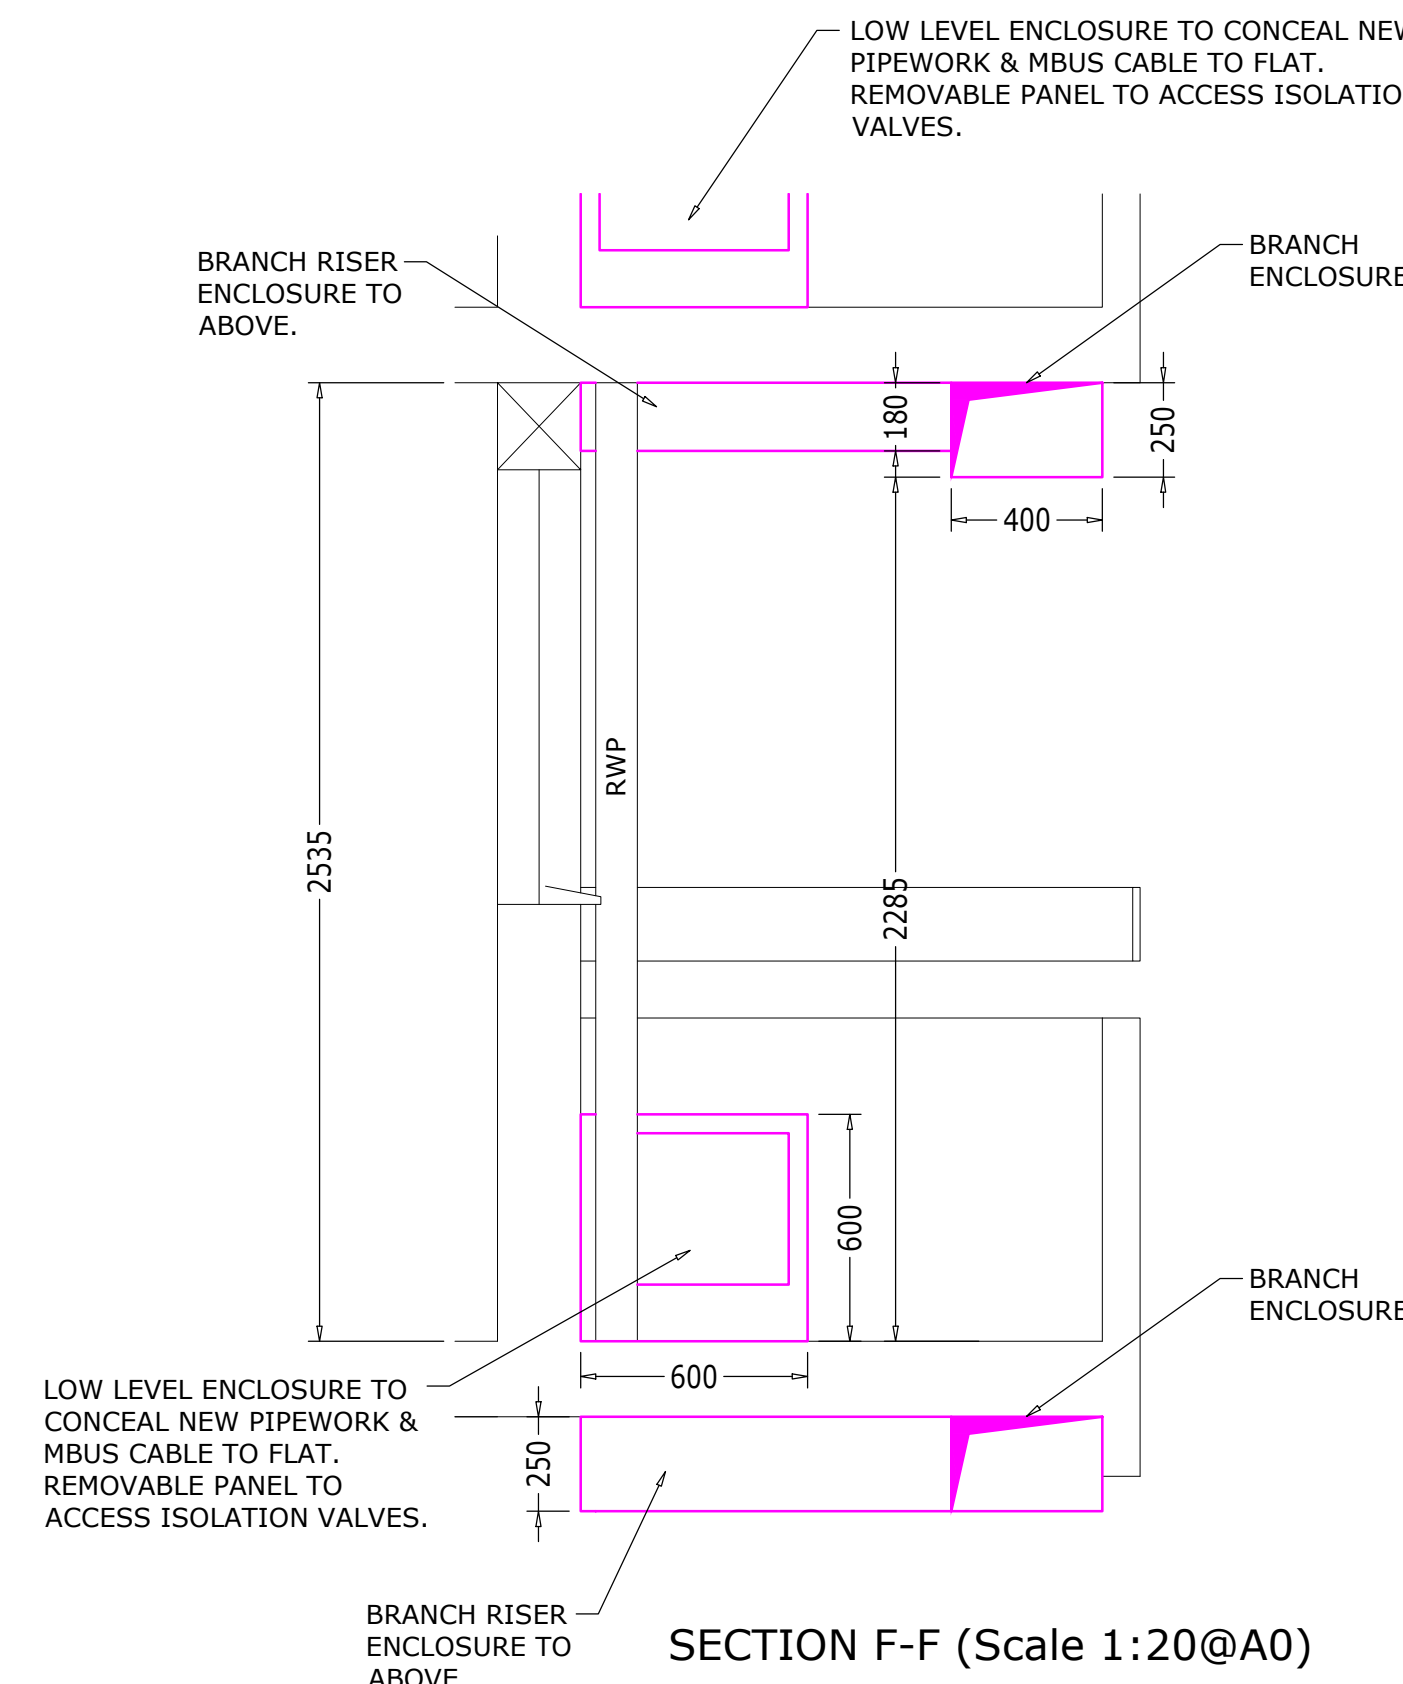 LOW LEVEL ENCLOSURE TO CONCEAL NEW
PIPEWORK & MBUS CABLE TO FLAT.
REMOVABLE PANEL TO ACCESS ISOLATIO
VALVES.
BRANCH RISER
ENCLOSURE TO
ABOVE.
BRANCH
ENCLOSURE
180
250
400
RWP
2535
2285
600
600
BRANCH
ENCLOSURE
LOW LEVEL ENCLOSURE TO
CONCEAL NEW PIPEWORK &
MBUS CABLE TO FLAT.
REMOVABLE PANEL TO
ACCESS ISOLATION VALVES.
250
BRANCH RISER
ENCLOSURE TO
ABOVE
SECTION F-F (Scale 1:20@A0)